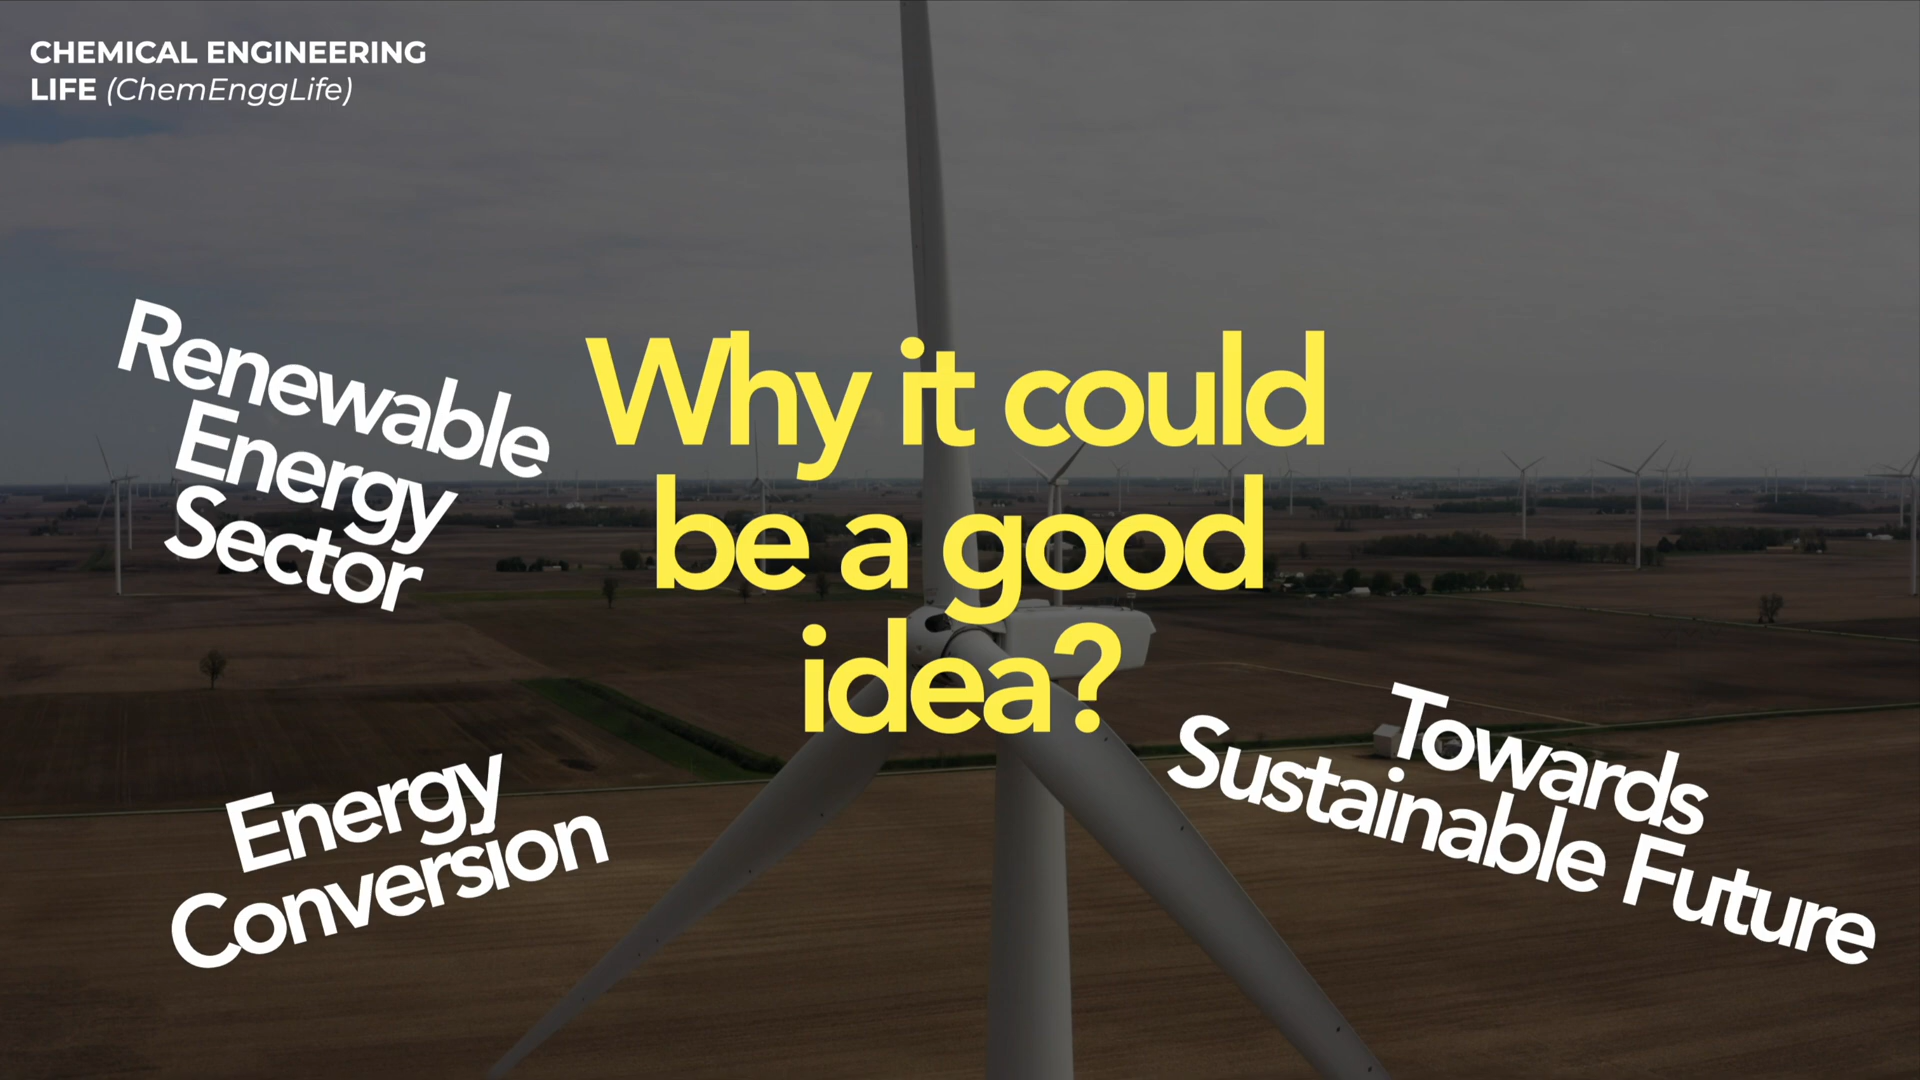 CHEMICAL ENGINEERING
LIFE (ChemEnggLife)
Renewable
Energy
Sector
Why it could
be a good
idea?
Energy
Conversion
Towards
Sustainable Future